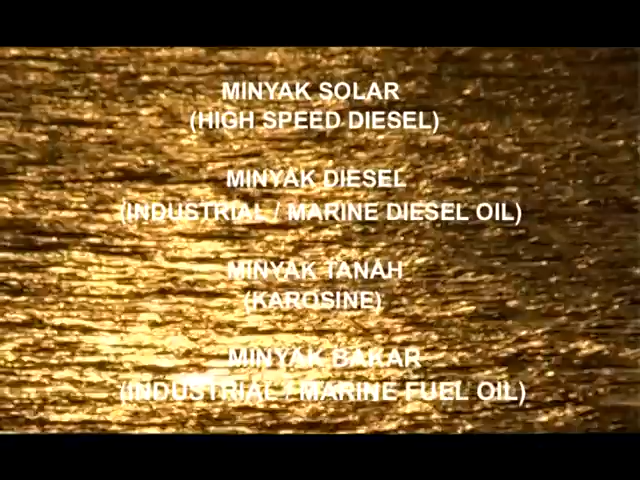 MINYAK SOLAR
(HIGH SPEED DIESEL)
MINYAK DIESEL
(INDUSTRIAL / MARINE DIESEL OIL)
MINYAK TANAH
(KAROSINE)
MINYAK BAKAR
(INDUSTRIAL / MARINE FUEL OIL)